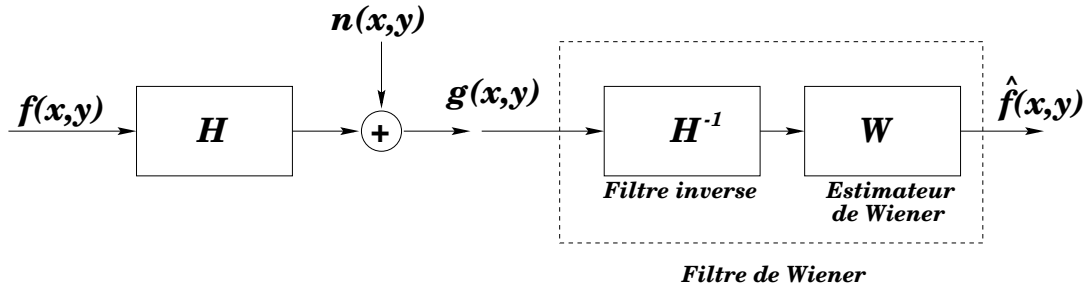 n(x,y)
f(x,y)
H
+
g(x,y)
H⁻¹
W
f̂(x,y)
Filtre inverse
Estimateur
de Wiener
Filtre de Wiener